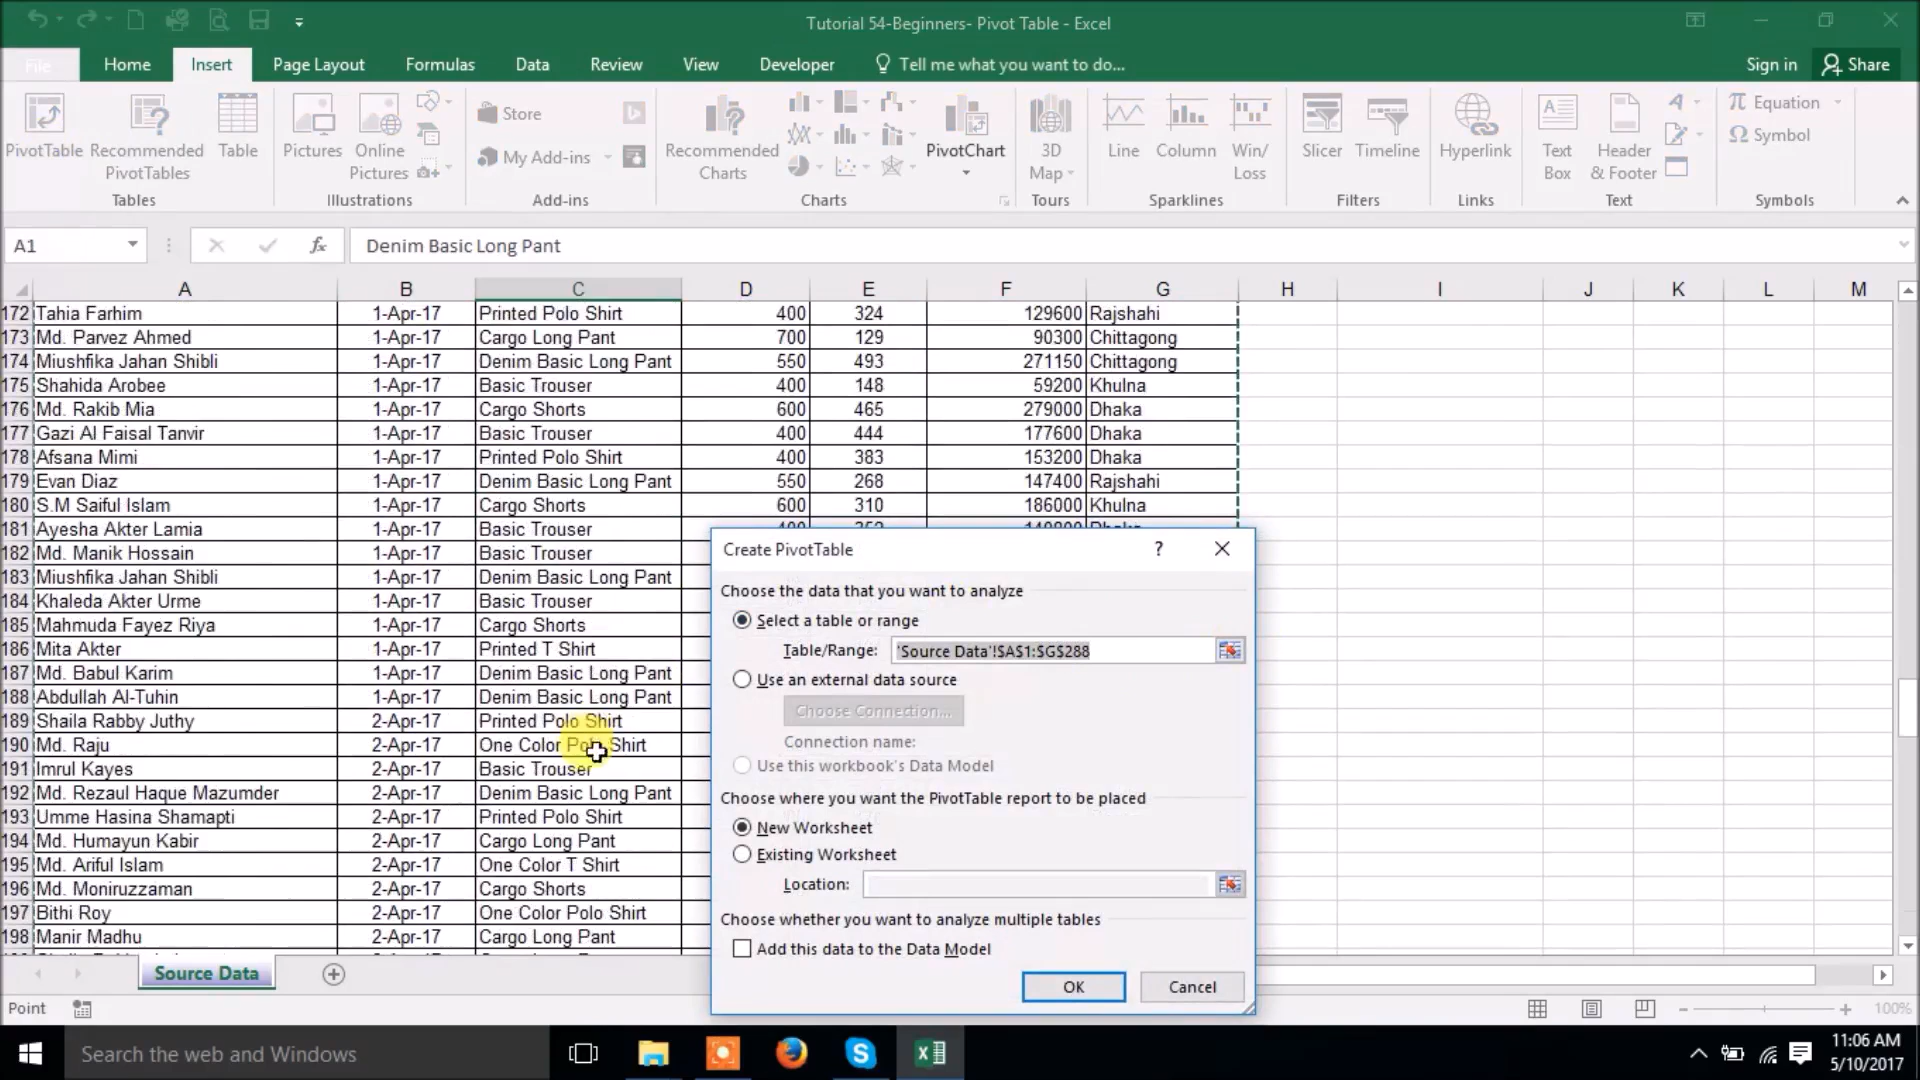 Tutorial 54-Beginners- Pivot Table - Excel
File Home Insert Page Layout Formulas Data Review View Developer Tell me what you want to do... Sign in Share
PivotTable Recommended PivotTables Table
Tables
Pictures Online Pictures
Illustrations
Store
My Add-ins
Add-ins
Recommended Charts
PivotChart
Charts
3D Map
Tours
Line Column Win/Loss
Sparklines
Slicer Timeline
Filters
Hyperlink
Links
Text Box Header & Footer
Text
π Equation
Ω Symbol
Symbols
A1 fx Denim Basic Long Pant
A B C D E F G H I J K L M
172 Tahia Farhim 1-Apr-17 Printed Polo Shirt 400 324 129600 Rajshahi
173 Md. Parvez Ahmed 1-Apr-17 Cargo Long Pant 700 129 90300 Chittagong
174 Miushfika Jahan Shibli 1-Apr-17 Denim Basic Long Pant 550 493 271150 Chittagong
175 Shahida Arobee 1-Apr-17 Basic Trouser 400 148 59200 Khulna
176 Md. Rakib Mia 1-Apr-17 Cargo Shorts 600 465 279000 Dhaka
177 Gazi Al Faisal Tanvir 1-Apr-17 Basic Trouser 400 444 177600 Dhaka
178 Afsana Mimi 1-Apr-17 Printed Polo Shirt 400 383 153200 Dhaka
179 Evan Diaz 1-Apr-17 Denim Basic Long Pant 550 268 147400 Rajshahi
180 S.M Saiful Islam 1-Apr-17 Cargo Shorts 600 310 186000 Khulna
181 Ayesha Akter Lamia 1-Apr-17 Basic Trouser
182 Md. Manik Hossain 1-Apr-17 Basic Trouser
183 Miushfika Jahan Shibli 1-Apr-17 Denim Basic Long Pant
184 Khaleda Akter Urme 1-Apr-17 Basic Trouser
185 Mahmuda Fayez Riya 1-Apr-17 Cargo Shorts
186 Mita Akter 1-Apr-17 Printed T Shirt
187 Md. Babul Karim 1-Apr-17 Denim Basic Long Pant
188 Abdullah Al-Tuhin 1-Apr-17 Denim Basic Long Pant
189 Shaila Rabby Juthy 2-Apr-17 Printed Polo Shirt
190 Md. Raju 2-Apr-17 One Color Polo Shirt
191 Imrul Kayes 2-Apr-17 Basic Trouser
192 Md. Rezaul Haque Mazumder 2-Apr-17 Denim Basic Long Pant
193 Umme Hasina Shamapti 2-Apr-17 Printed Polo Shirt
194 Md. Humayun Kabir 2-Apr-17 Cargo Long Pant
195 Md. Ariful Islam 2-Apr-17 One Color T Shirt
196 Md. Moniruzzaman 2-Apr-17 Cargo Shorts
197 Bithi Roy 2-Apr-17 One Color Polo Shirt
198 Manir Madhu 2-Apr-17 Cargo Long Pant
Create PivotTable ?
Choose the data that you want to analyze
Select a table or range
Table/Range: 'Source Data'!$A$1:$G$288
Use an external data source
Choose Connection...
Connection name:
Use this workbook's Data Model
Choose where you want the PivotTable report to be placed
New Worksheet
Existing Worksheet
Location:
Choose whether you want to analyze multiple tables
Add this data to the Data Model
OK Cancel
Source Data
Point 100%
Search the web and Windows
11:06 AM
5/10/2017